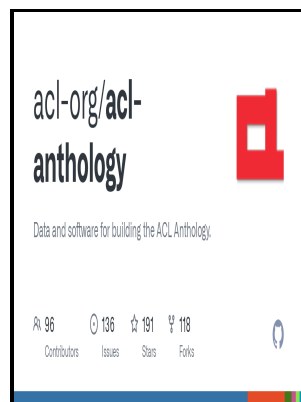 acl-org/acl-
anthology
Data and software for building the ACL Anthology.
96 136 191 118
Contributors Issues Stars Forks